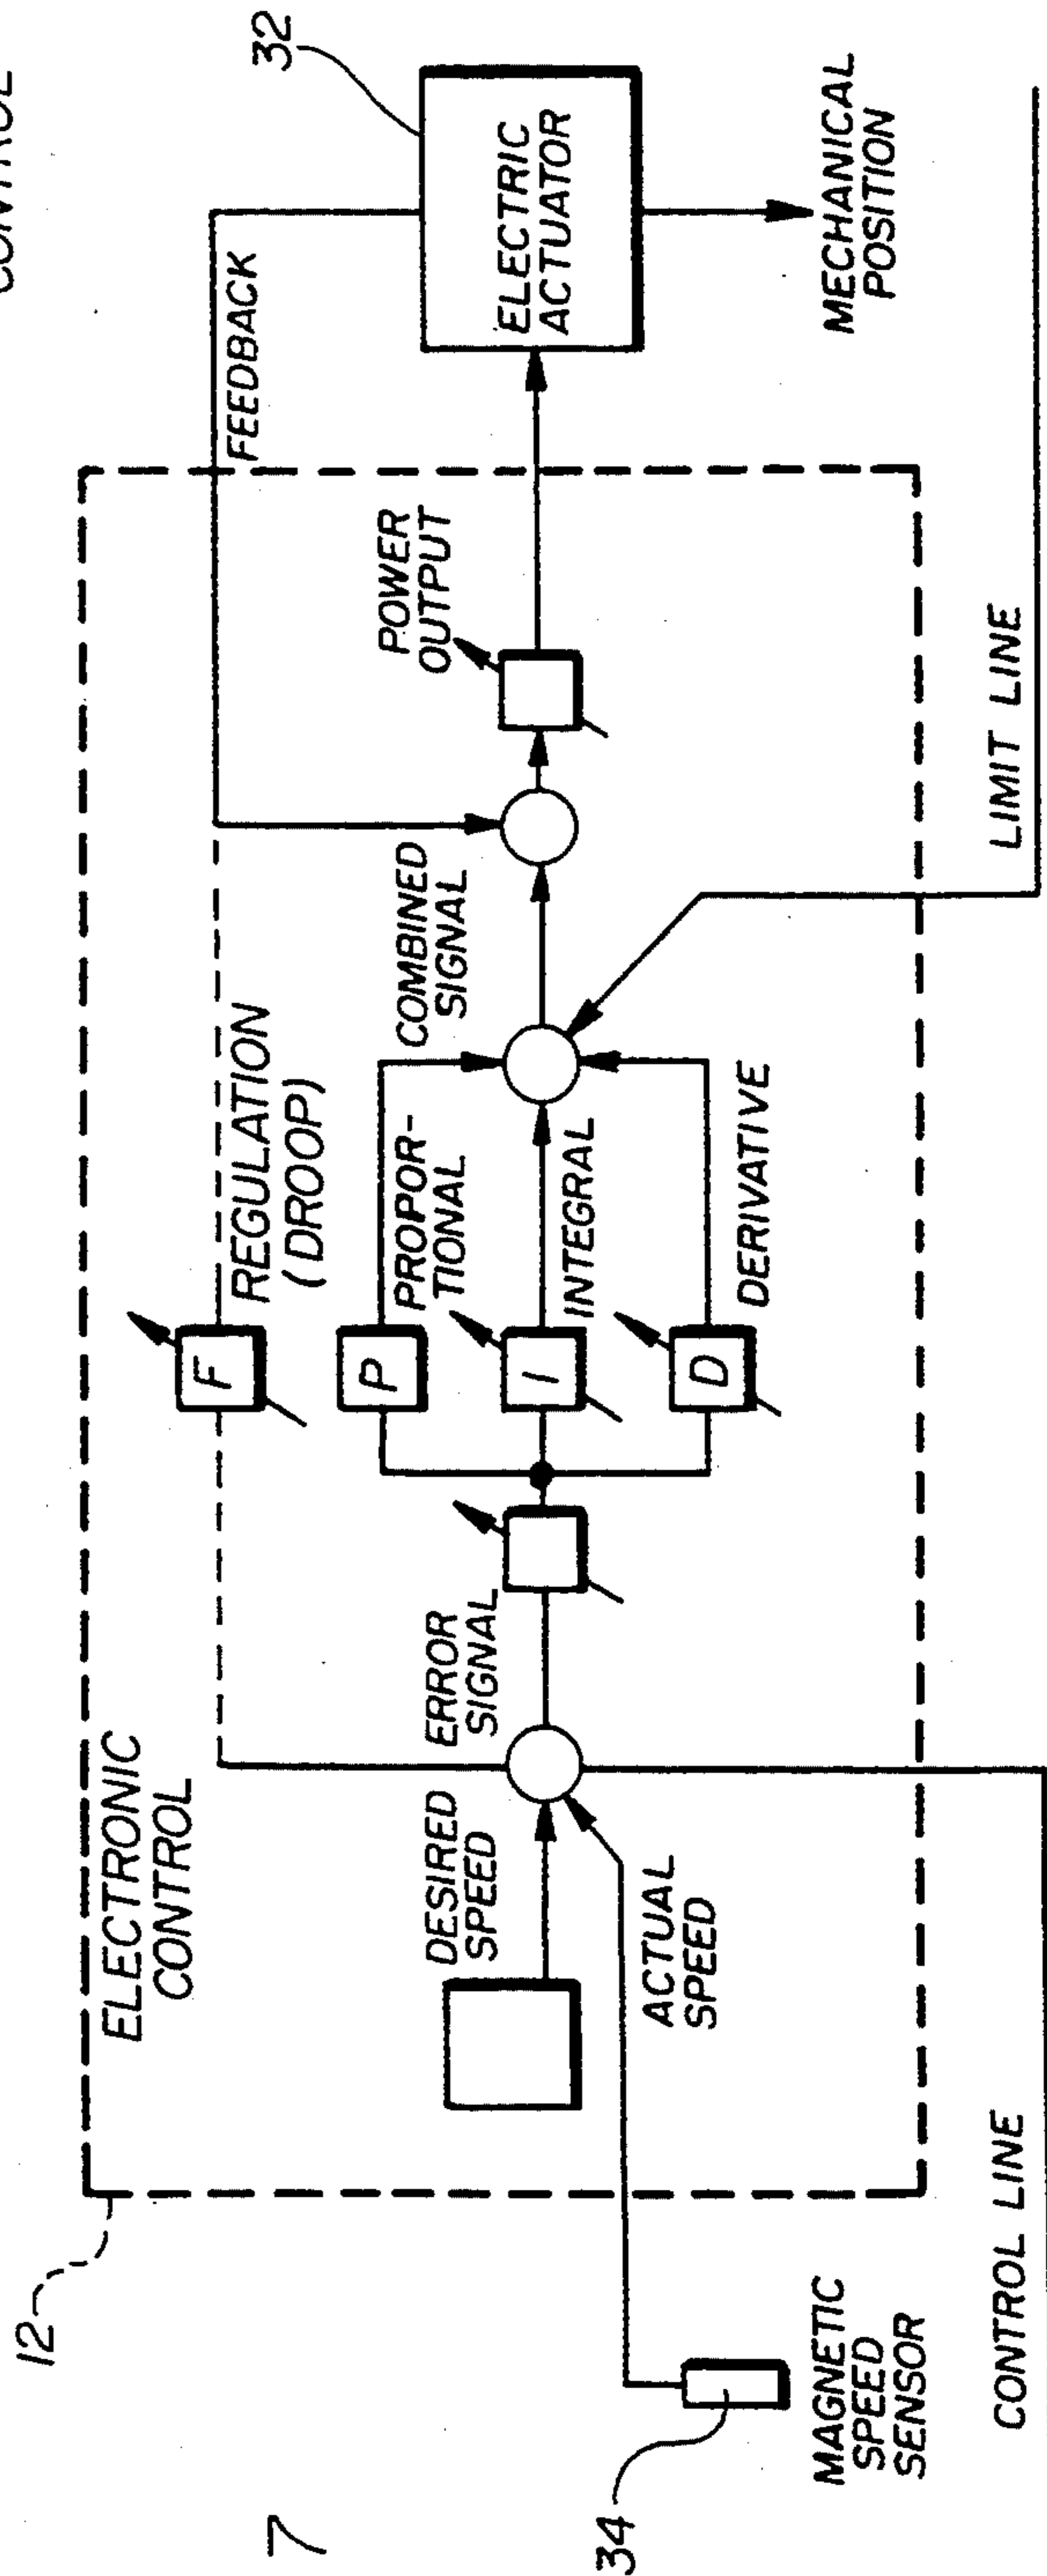 CONTROL
12
ELECTRONIC
CONTROL
F
REGULATION
(DROOP)
FEEDBACK
32
ELECTRIC
ACTUATOR
MECHANICAL
POSITION
POWER
OUTPUT
COMBINED
SIGNAL
P
PROPOR-
TIONAL
I
INTEGRAL
D
DERIVATIVE
ERROR
SIGNAL
DESIRED
SPEED
ACTUAL
SPEED
7
34
MAGNETIC
SPEED
SENSOR
CONTROL LINE
LIMIT LINE